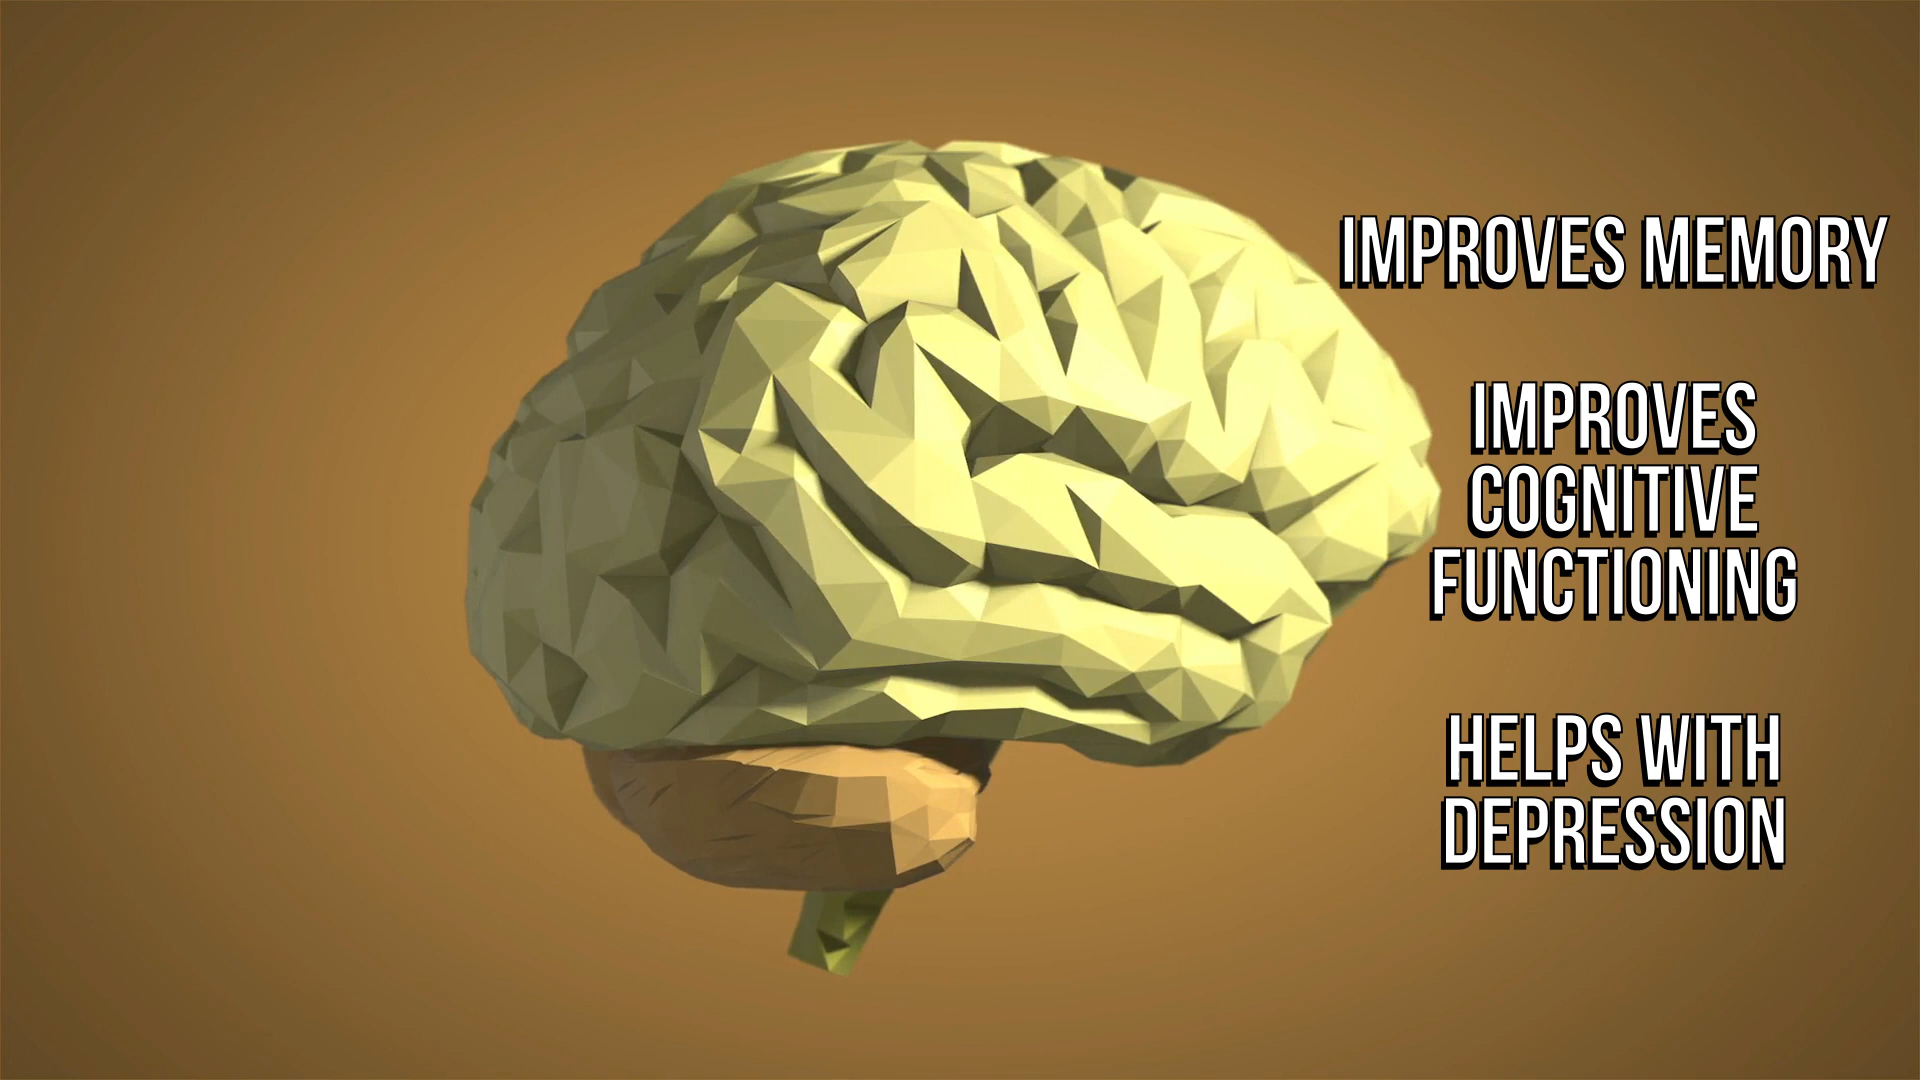 IMPROVES MEMORY
IMPROVES
COGNITIVE
FUNCTIONING
HELPS WITH
DEPRESSION